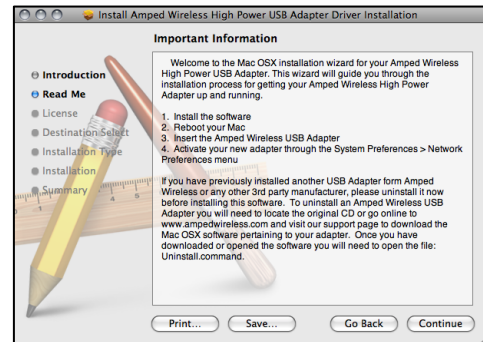 Install Amped Wireless High Power USB Adapter Driver Installation
Important Information
Introduction
Read Me
License
Destination Select
Installation Type
Installation
Summary
Welcome to the Mac OSX installation wizard for your Amped Wireless
High Power USB Adapter. This wizard will guide you through the
installation process for getting your Amped Wireless High Power
Adapter up and running.
1. Install the software
2. Reboot your Mac
3. Insert the Amped Wireless USB Adapter
4. Activate your new adapter through the System Preferences > Network
Preferences menu
If you have previously installed another USB Adapter form Amped
Wireless or any other 3rd party manufacturer, please uninstall it now
before installing this software. To uninstall an Amped Wireless USB
Adapter you will need to locate the original CD or go online to
www.ampedwireless.com and visit our support page to download the
Mac OSX software pertaining to your adapter. Once you have
downloaded or opened the software you will need to open the file:
Uninstall.command.
Print... Save... Go Back Continue